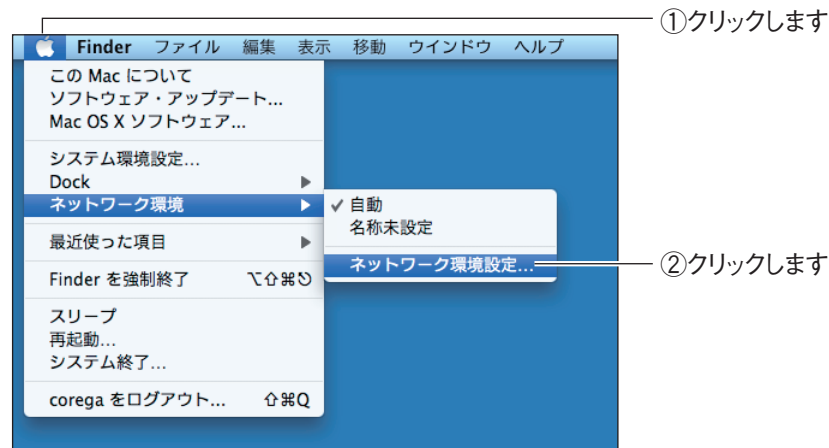 ①クリックします
Finder ファイル 編集 表示 移動 ウインドウ ヘルプ
この Mac について
ソフトウェア・アップデート...
Mac OS X ソフトウェア...
システム環境設定...
Dock ▶
ネットワーク環境 ▶
✓ 自動
名称未設定
ネットワーク環境設定...
②クリックします
最近使った項目 ▶
Finder を強制終了 ⌥⇧⌘⎋
スリープ
再起動...
システム終了...
corega をログアウト... ⇧⌘Q